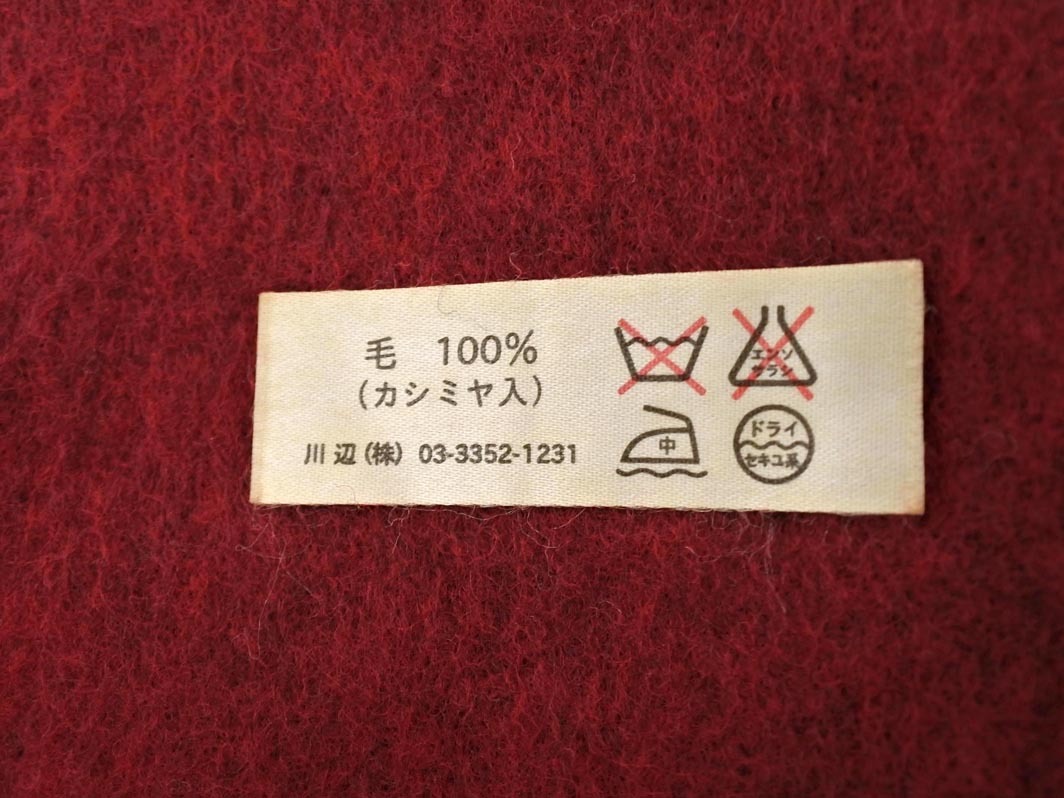 毛 100%
(カシミヤ入)
川辺(株) 03-3352-1231
エンソ
サラシ
中
ドライ
セキユ系